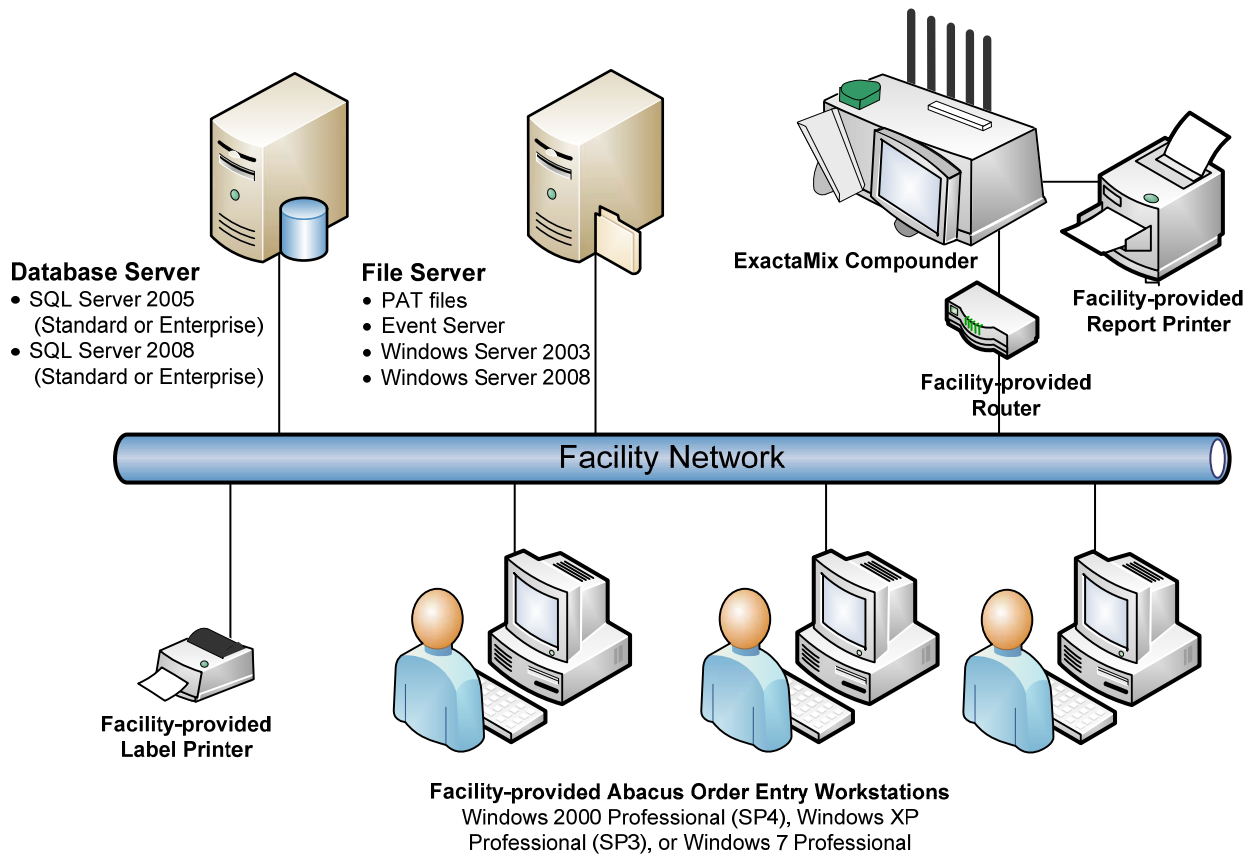 Database Server
• SQL Server 2005
(Standard or Enterprise)
• SQL Server 2008
(Standard or Enterprise)
File Server
• PAT files
• Event Server
• Windows Server 2003
• Windows Server 2008
ExactaMix Compounder
Facility-provided
Report Printer
Facility-provided
Router
Facility Network
Facility-provided
Label Printer
Facility-provided Abacus Order Entry Workstations
Windows 2000 Professional (SP4), Windows XP
Professional (SP3), or Windows 7 Professional